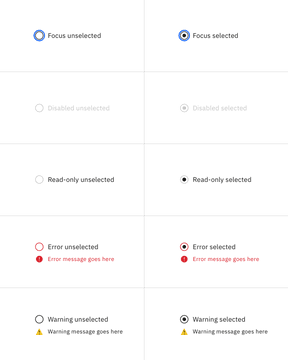 Focus unselected
Focus selected
Disabled unselected
Disabled selected
Read-only unselected
Read-only selected
Error unselected
Error selected
Error message goes here
Error message goes here
Warning unselected
Warning selected
Warning message goes here
Warning message goes here